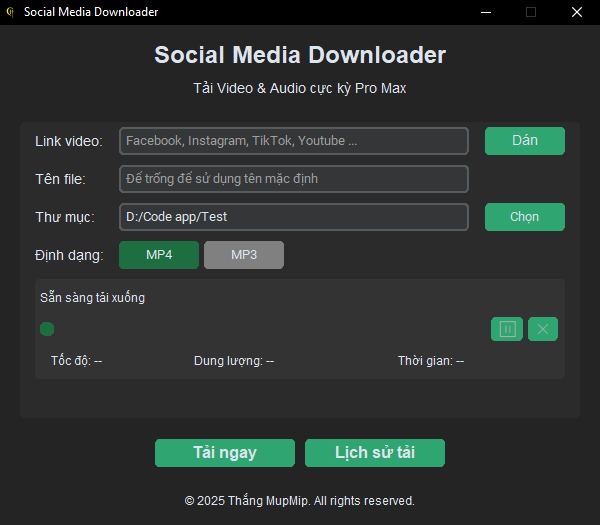 Social Media Downloader
Social Media Downloader
Tải Video & Audio cực kỳ Pro Max
Link video: Facebook, Instagram, TikTok, Youtube ... Dán
Tên file: Để trống để sử dụng tên mặc định
Thư mục: D:/Code app/Test Chọn
Định dạng: MP4 MP3
Sẵn sàng tải xuống
Tốc độ: -- Dung lượng: -- Thời gian: --
Tải ngay Lịch sử tải
© 2025 Thắng MupMip. All rights reserved.